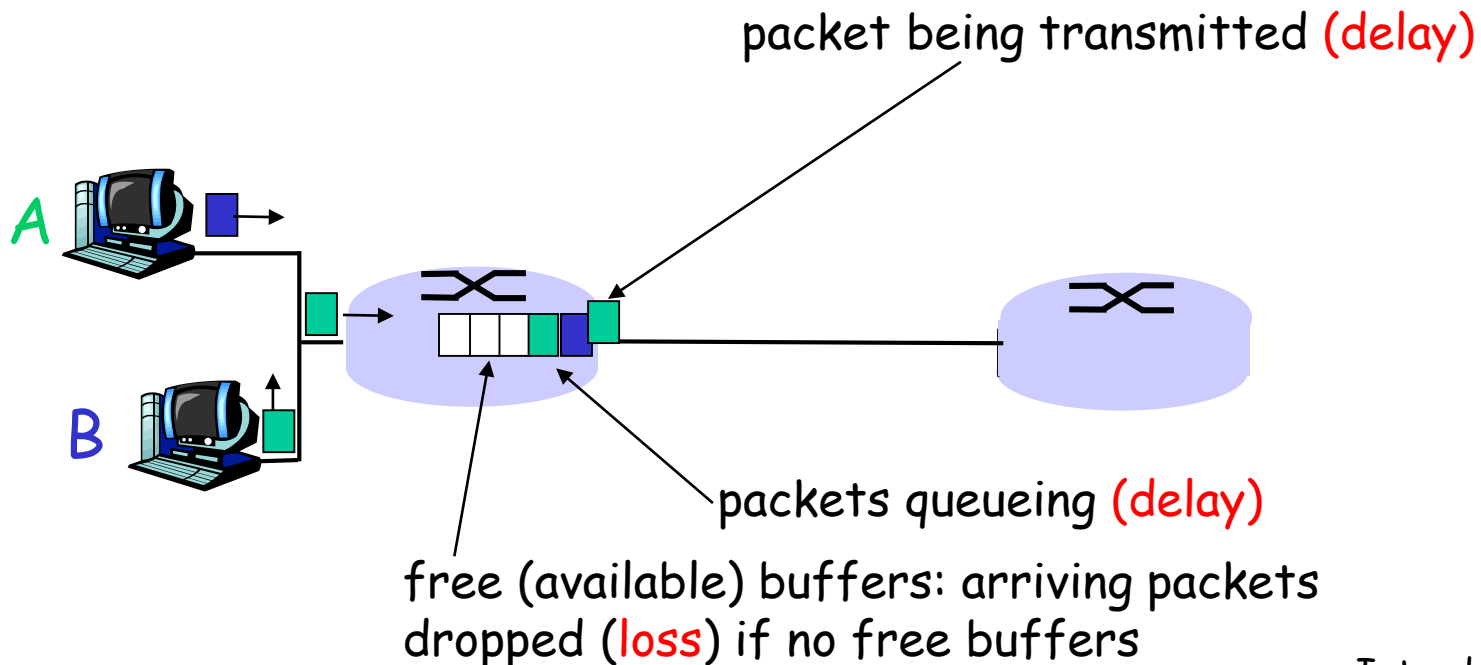 packet being transmitted (delay)
A
B
packets queueing (delay)
free (available) buffers: arriving packets
dropped (loss) if no free buffers